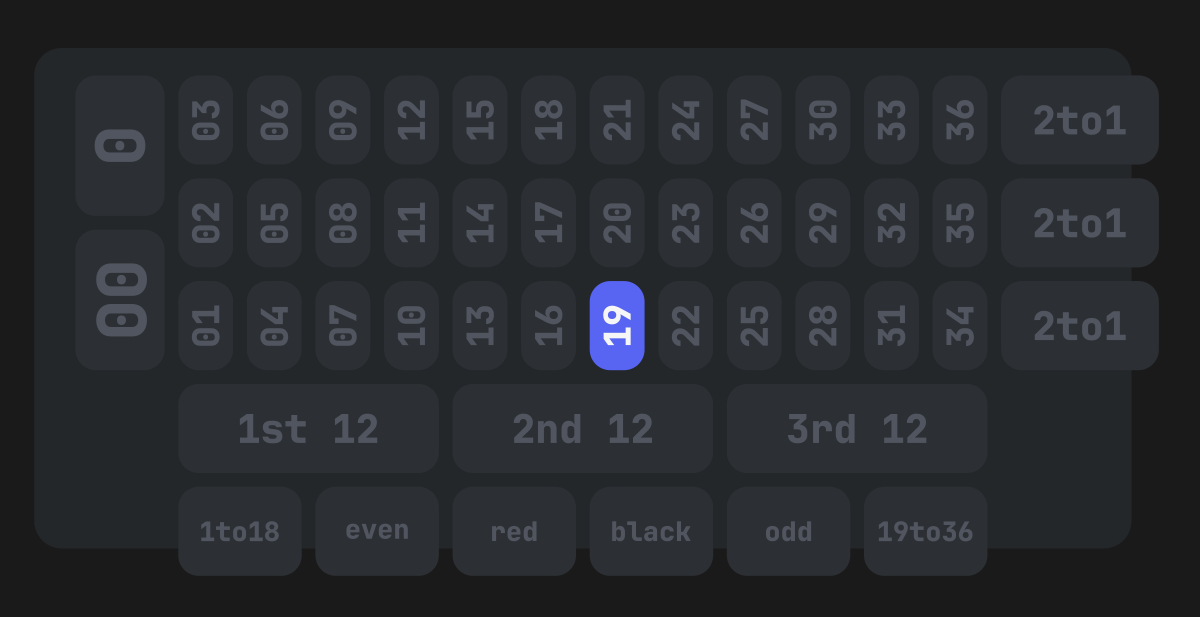 0
00
03 06 09 12 15 18 21 24 27 30 33 36 2to1
02 05 08 11 14 17 20 23 26 29 32 35 2to1
01 04 07 10 13 16 19 22 25 28 31 34 2to1
1st 12 2nd 12 3rd 12
1to18 even red black odd 19to36